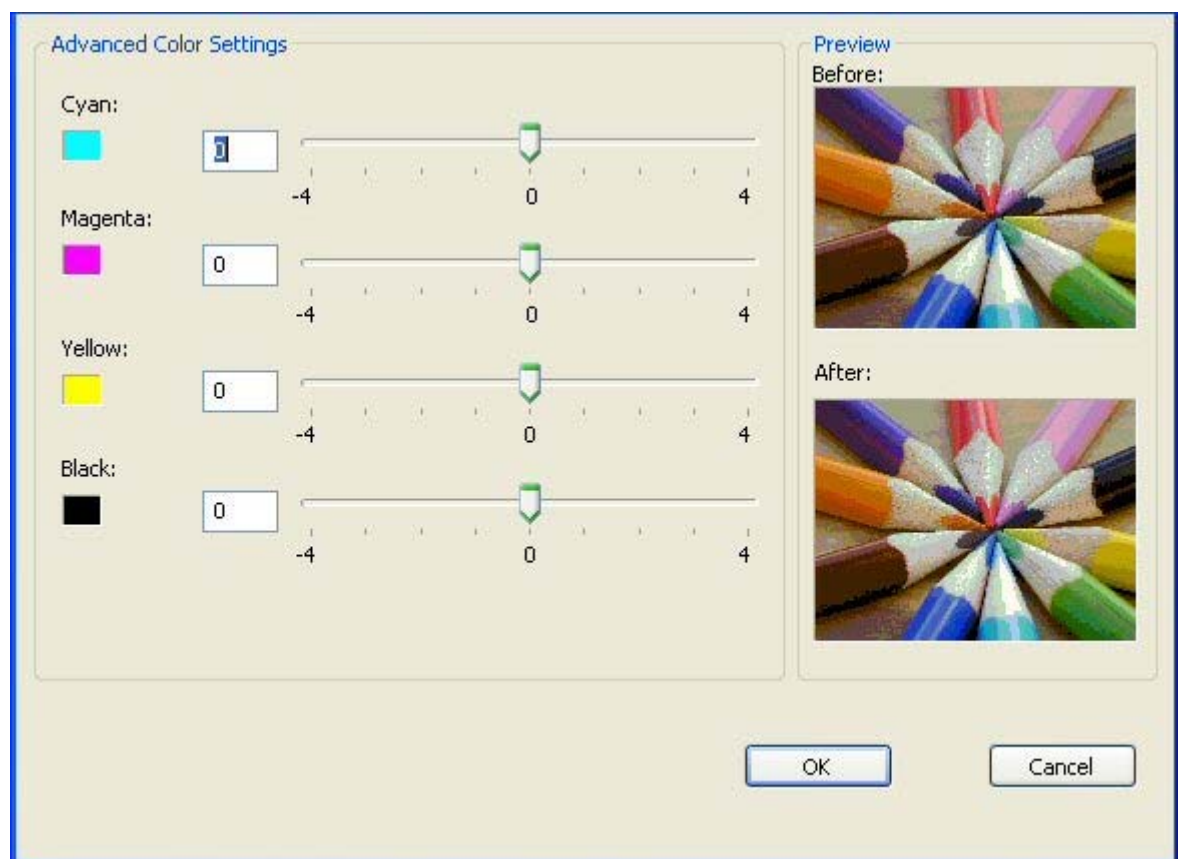 Advanced Color Settings
Cyan:
0
-4 0 4
Magenta:
0
-4 0 4
Yellow:
0
-4 0 4
Black:
0
-4 0 4
Preview
Before:
After:
OK Cancel